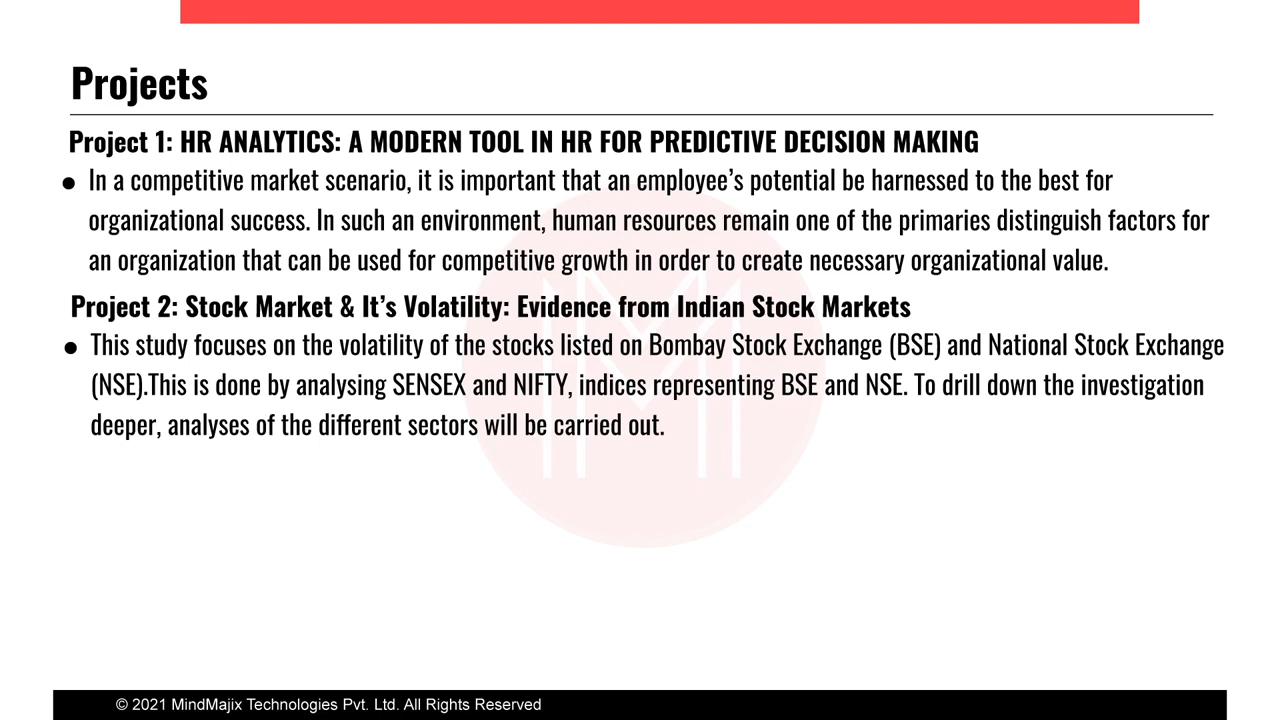 Projects
Project 1: HR ANALYTICS: A MODERN TOOL IN HR FOR PREDICTIVE DECISION MAKING
● In a competitive market scenario, it is important that an employee’s potential be harnessed to the best for
organizational success. In such an environment, human resources remain one of the primaries distinguish factors for
an organization that can be used for competitive growth in order to create necessary organizational value.
Project 2: Stock Market & It’s Volatility: Evidence from Indian Stock Markets
● This study focuses on the volatility of the stocks listed on Bombay Stock Exchange (BSE) and National Stock Exchange
(NSE).This is done by analysing SENSEX and NIFTY, indices representing BSE and NSE. To drill down the investigation
deeper, analyses of the different sectors will be carried out.
© 2021 MindMajix Technologies Pvt. Ltd. All Rights Reserved